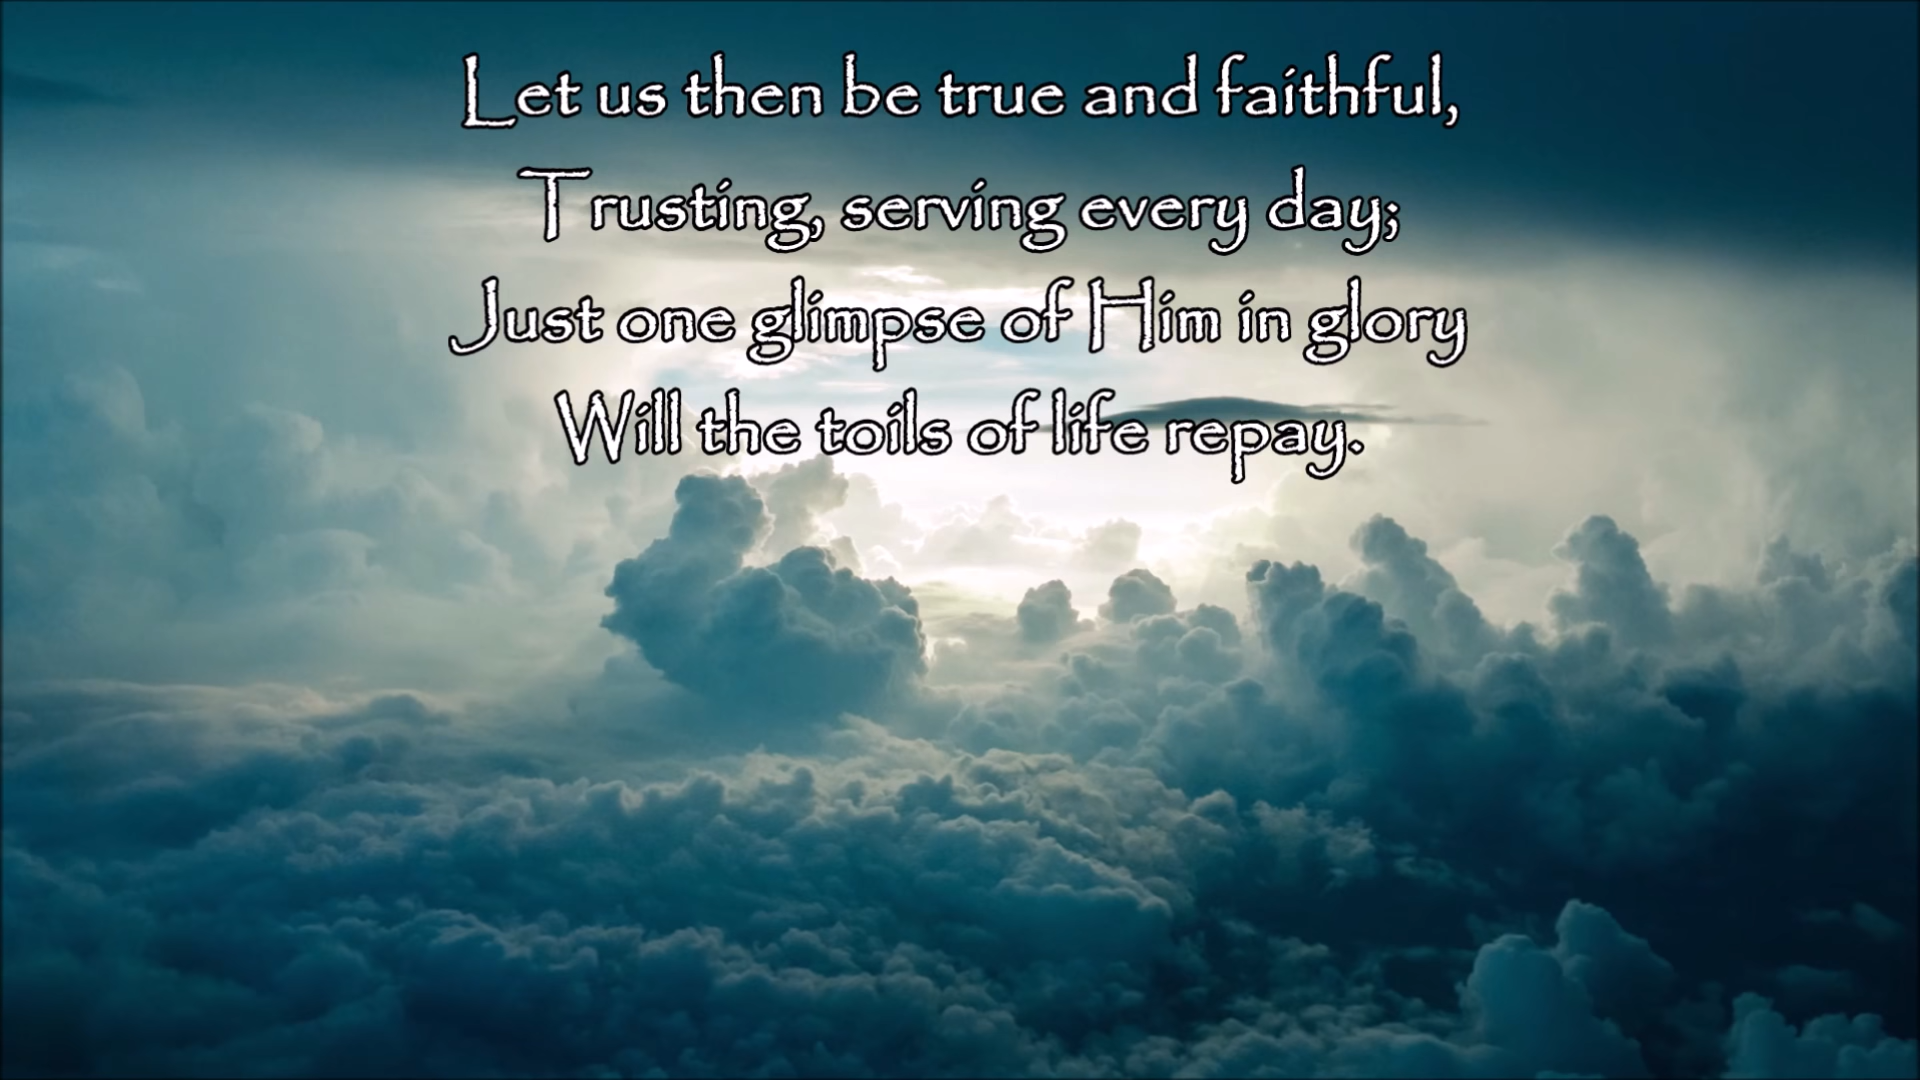 Let us then be true and faithful,
Trusting, serving every day;
Just one glimpse of Him in glory
Will the toils of life repay.